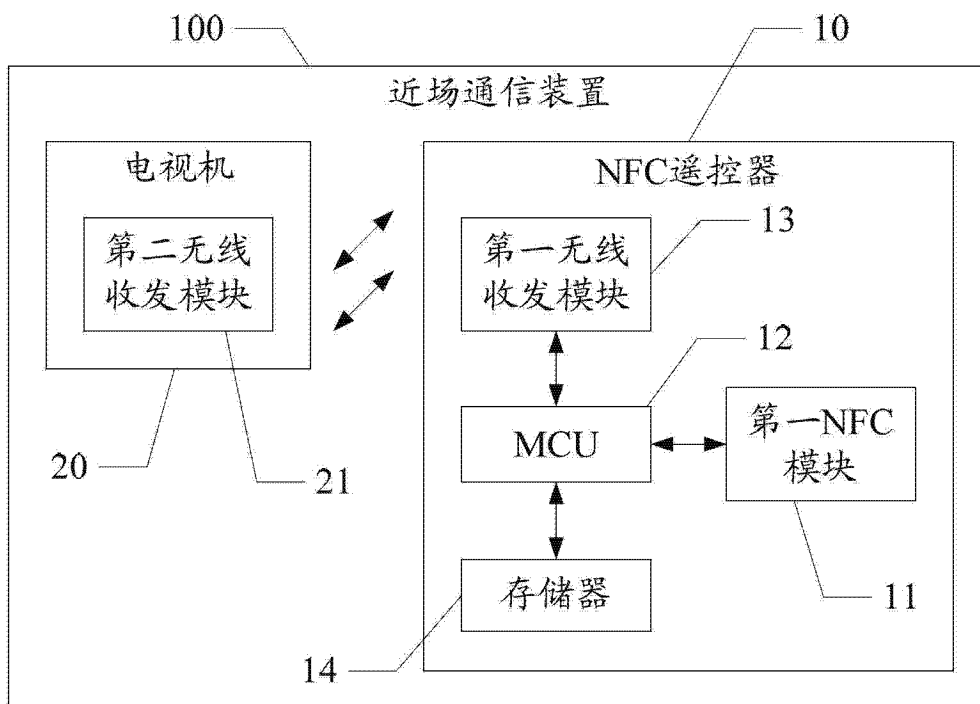 100
10
近场通信装置
电视机
NFC遥控器
第二无线
收发模块
第一无线
收发模块
13
12
MCU
第一NFC
模块
20
21
存储器
11
14